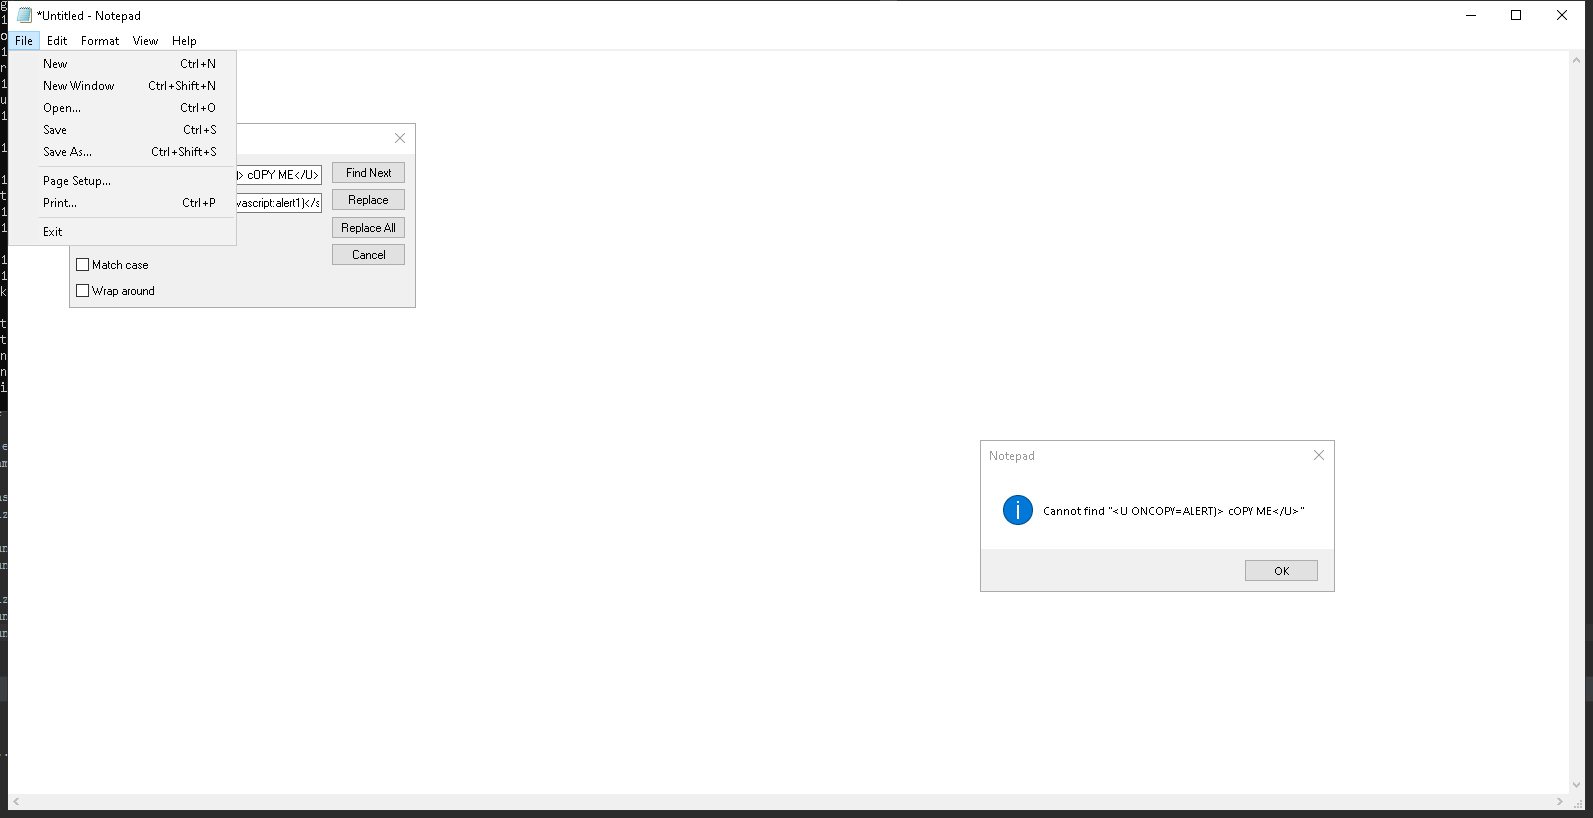 *Untitled - Notepad
File Edit Format View Help
New Ctrl+N
New Window Ctrl+Shift+N
Open... Ctrl+O
Save Ctrl+S
Save As... Ctrl+Shift+S
Page Setup...
Print... Ctrl+P
Exit
> cOPY ME</U>
Find Next
vascript:alert1)</s
Replace
Replace All
Cancel
Match case
Wrap around
Notepad
Cannot find "<U ONCOPY=ALERT)> cOPY ME</U>"
OK